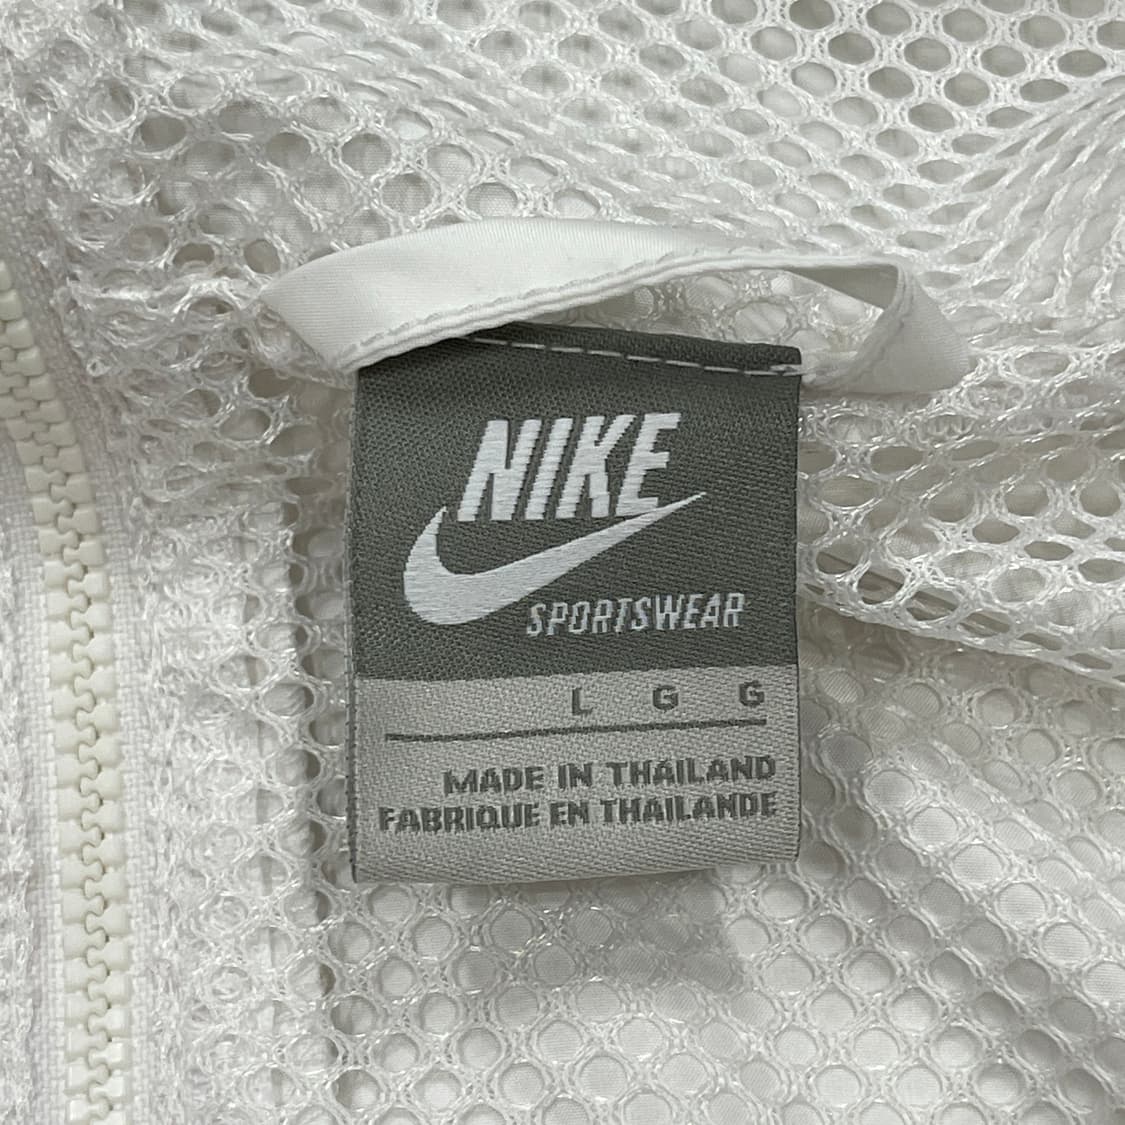 NIKE
SPORTSWEAR
L G G
MADE IN THAILAND
FABRIQUE EN THAILANDE